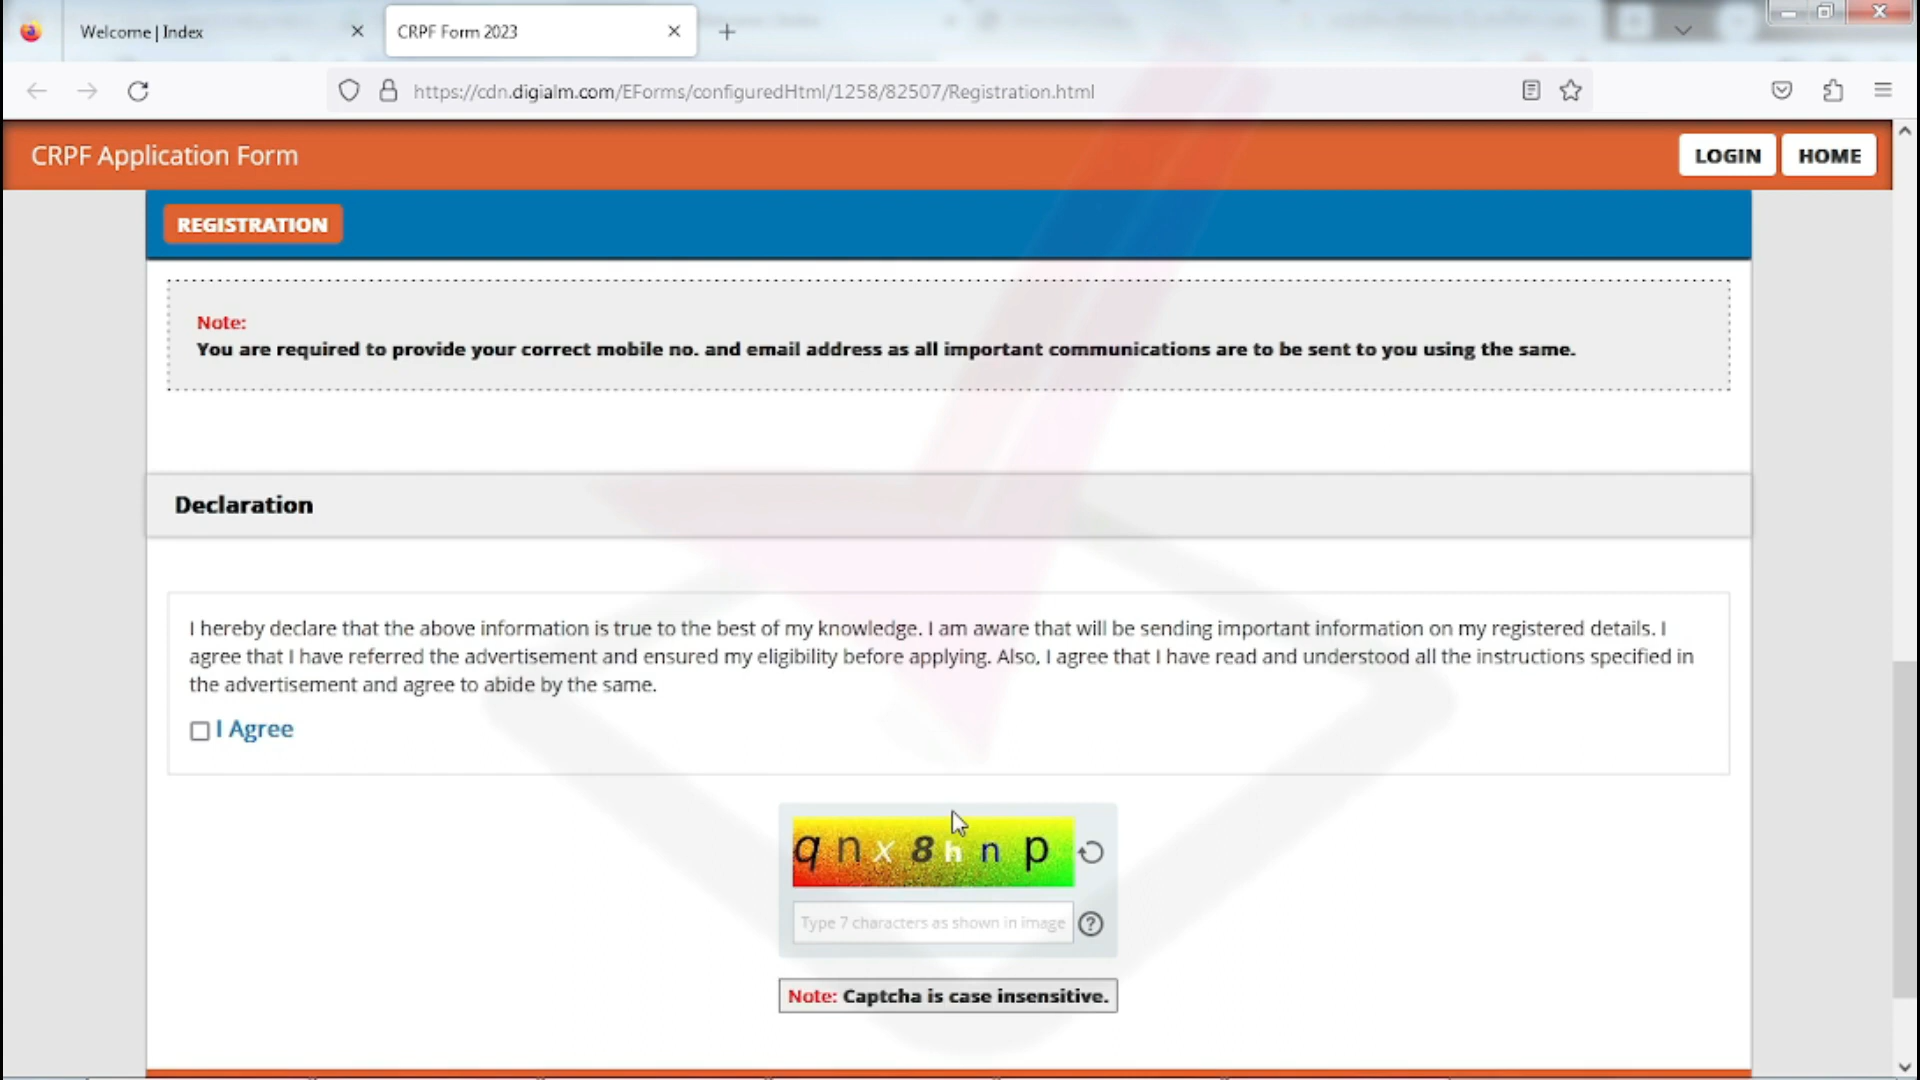 Welcome | Index
CRPF Form 2023
https://cdn.digialm.com/EForms/configuredHtml/1258/82507/Registration.html
CRPF Application Form
LOGIN
HOME
REGISTRATION
Note:
You are required to provide your correct mobile no. and email address as all important communications are to be sent to you using the same.
Declaration
I hereby declare that the above information is true to the best of my knowledge. I am aware that will be sending important information on my registered details. I
agree that I have referred the advertisement and ensured my eligibility before applying. Also, I agree that I have read and understood all the instructions specified in
the advertisement and agree to abide by the same.
I Agree
q n x 8 h n p
Type 7 characters as shown in image
Note: Captcha is case insensitive.